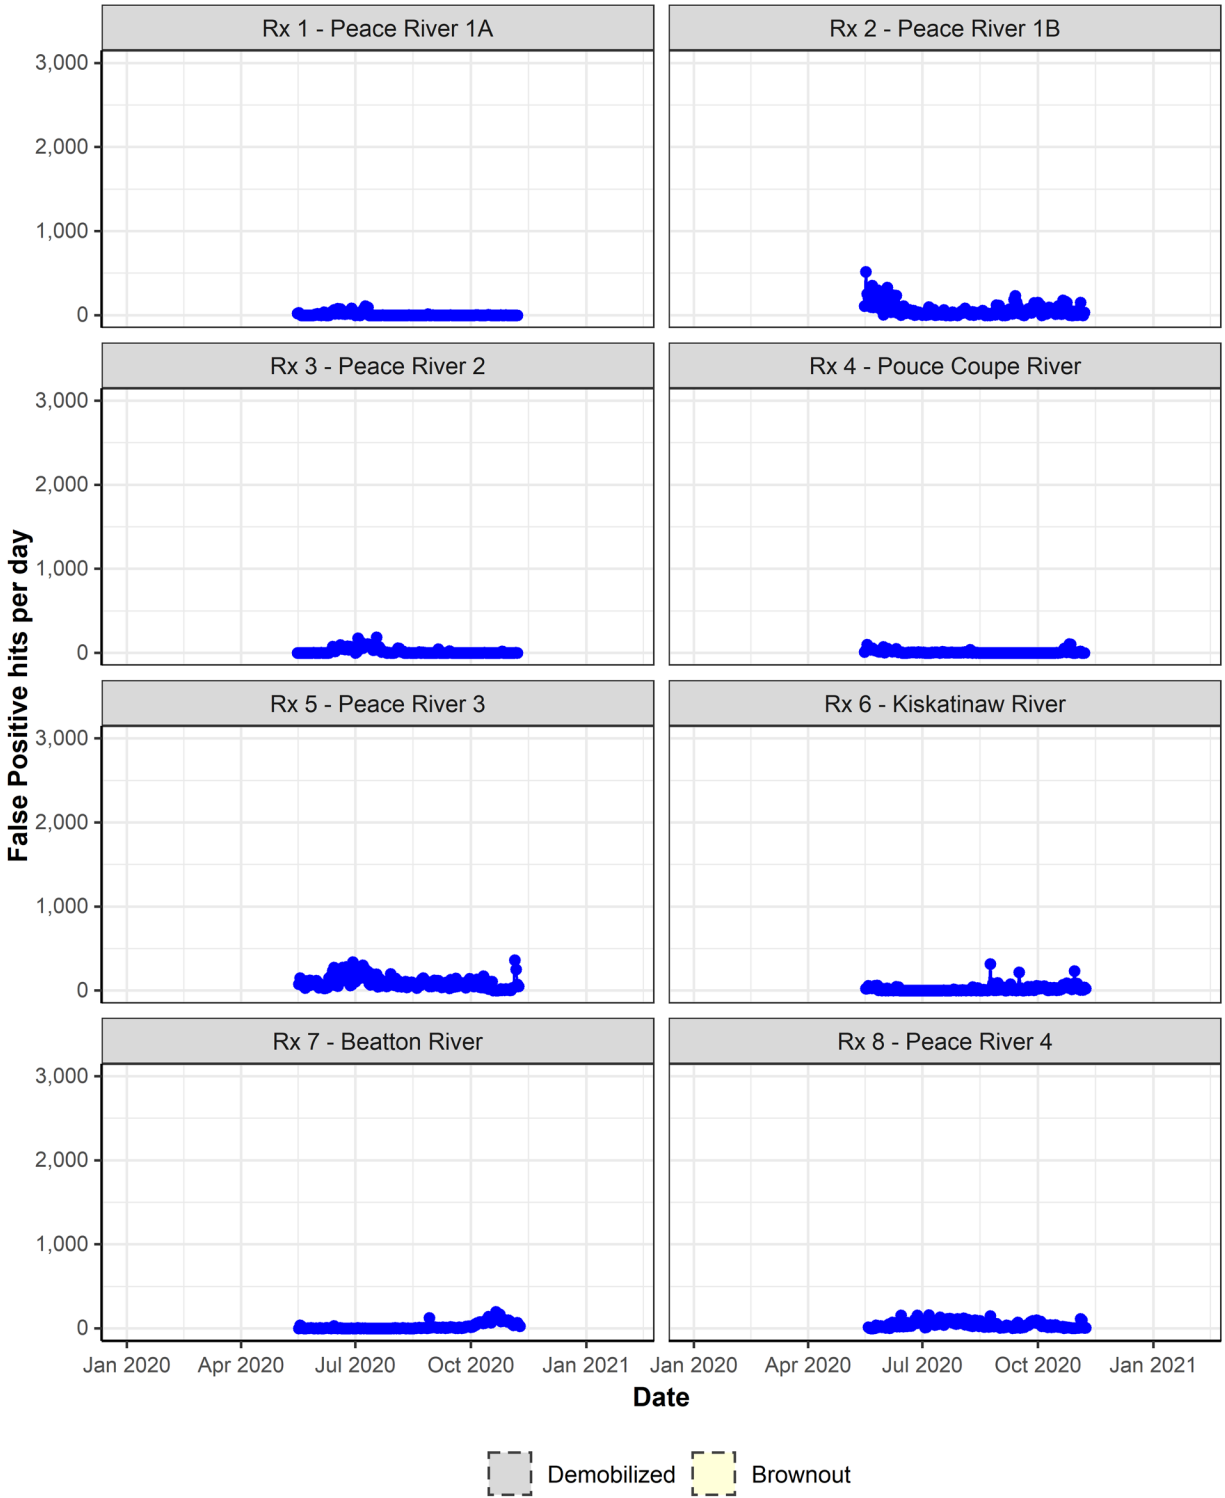 Rx 1 - Peace River 1A
Rx 2 - Peace River 1B
3,000
2,000
1,000
0
Rx 3 - Peace River 2
Rx 4 - Pouce Coupe River
3,000
2,000
1,000
0
False Positive hits per day
Rx 5 - Peace River 3
Rx 6 - Kiskatinaw River
3,000
2,000
1,000
0
Rx 7 - Beatton River
Rx 8 - Peace River 4
3,000
2,000
1,000
0
Jan 2020 Apr 2020 Jul 2020 Oct 2020 Jan 2021 Jan 2020 Apr 2020 Jul 2020 Oct 2020 Jan 2021
Date
Demobilized Brownout